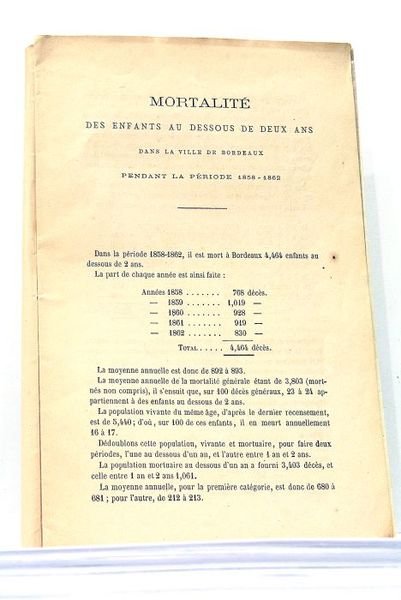 MORTALITÉ
DES ENFANTS AU DESSOUS DE DEUX ANS
DANS LA VILLE DE BORDEAUX
PENDANT LA PÉRIODE 1858-1862
Dans la période 1858-1862, il est mort à Bordeaux 4,464 enfants au
dessous de 2 ans.
La part de chaque année est ainsi faite :
Années 1858 ....... 768 décès.
— 1859 ....... 1,019 —
— 1860 ....... 928 —
— 1861 ....... 919 —
— 1862 ....... 830 —
TOTAL ..... 4,464 décès.
La moyenne annuelle est donc de 892 à 893.
La moyenne annuelle de la mortalité générale étant de 3,803 (mort-
nés non compris), il s'ensuit que, sur 100 décès généraux, 23 à 24 appar-
tiennent à des enfants au dessous de 2 ans.
La population vivante du même âge, d'après le dernier recensement,
est de 5,440; d'où, sur 100 de ces enfants, il en meurt annuellement
16 à 17.
Dédoublons cette population, vivante et mortuaire, pour faire deux
périodes, l'une au dessous d'un an, et l'autre entre 1 an et 2 ans.
La population mortuaire au dessous d'un an a fourni 3,403 décès, et
celle entre 1 an et 2 ans 1,061.
La moyenne annuelle, pour la première catégorie, est donc de 680 à
681; pour l'autre, de 212 à 213.